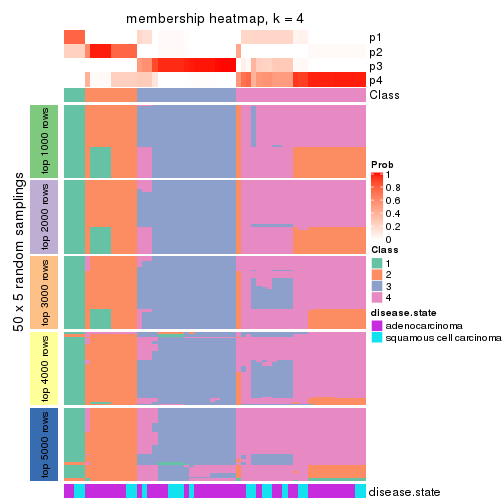 membership heatmap, k = 4
p1
p2
p3
p4
Class
50 x 5 random samplings
top 1000 rows
top 2000 rows
top 3000 rows
top 4000 rows
top 5000 rows
Prob
1
0.8
0.6
0.4
0.2
0
Class
1
2
3
4
disease.state
adenocarcinoma
squamous cell carcinoma
disease.state